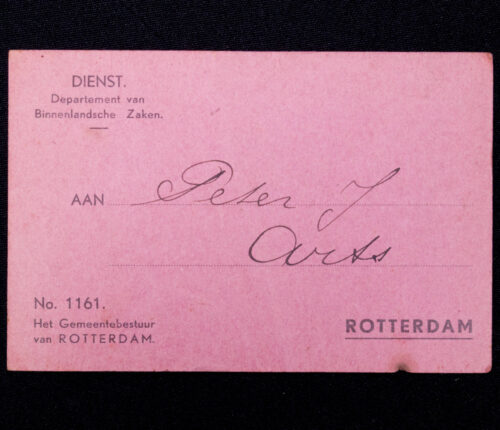 DIENST.
Departement van
Binnenlandsche Zaken.
AAN Peter J
Arts
No. 1161.
Het Gemeentebestuur
van ROTTERDAM.
ROTTERDAM